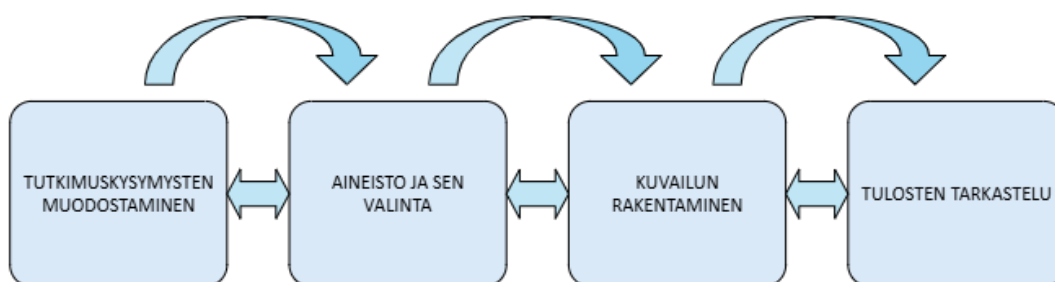 TUTKIMUSKYSYMYSTEN
MUODOSTAMINEN
AINEISTO JA SEN
VALINTA
KUVAILUN
RAKENTAMINEN
TULOSTEN TARKASTELU